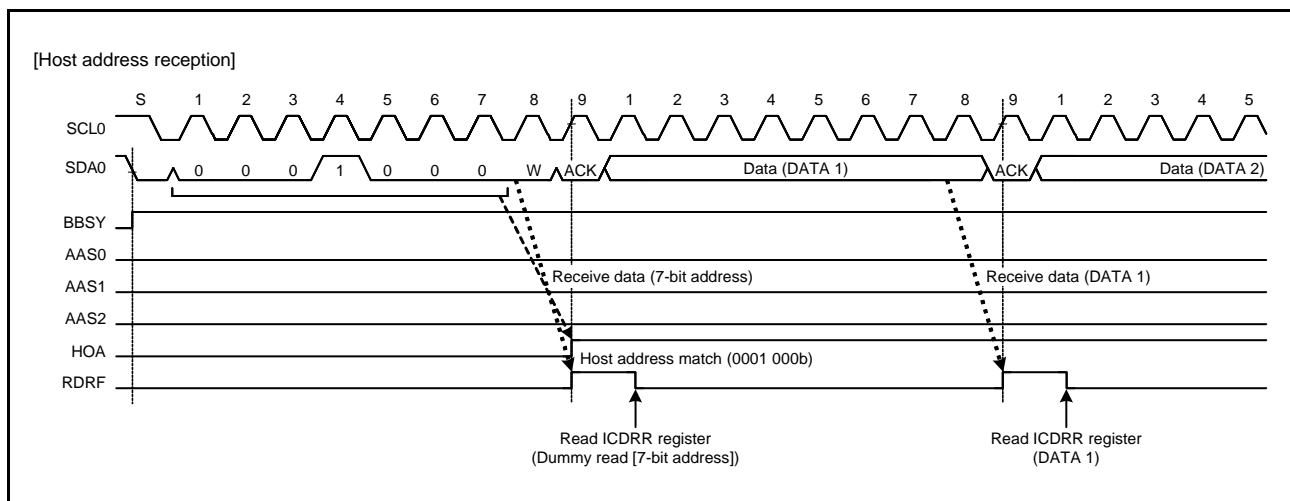 [Host address reception]
S 1 2 3 4 5 6 7 8 9 1 2 3 4 5 6 7 8 9 1 2 3 4 5
SCL0
SDA0 0 0 0 1 0 0 0 W ACK Data (DATA 1) ACK Data (DATA 2)
BBSY
AAS0
Receive data (7-bit address) Receive data (DATA 1)
AAS1
AAS2
HOA
Host address match (0001 000b)
RDRF
Read ICDRR register Read ICDRR register
(Dummy read [7-bit address]) (DATA 1)